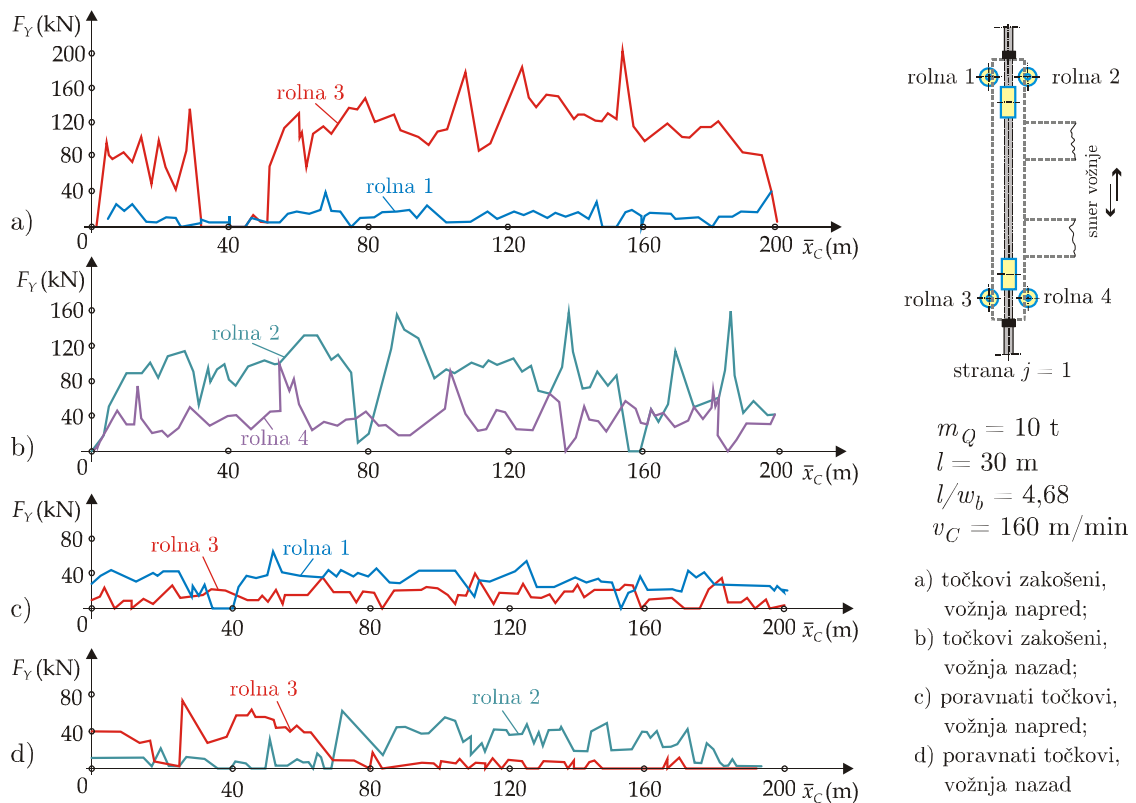 F_Y (kN)
200
160
120
80
40
0
rolna 3
rolna 1
a)
40
80
120
160
200
x̄_C (m)
F_Y (kN)
160
120
80
40
0
rolna 2
rolna 4
b)
40
80
120
160
200
x̄_C (m)
F_Y (kN)
80
40
0
rolna 3
rolna 1
c)
40
80
120
160
200
x̄_C (m)
F_Y (kN)
80
40
0
rolna 3
rolna 2
d)
40
80
120
160
200
x̄_C (m)
rolna 1
rolna 2
smer vožnje
rolna 3
rolna 4
strana j = 1
m_Q = 10 t
l = 30 m
l/w_b = 4,68
v_C = 160 m/min
a) točkovi zakošeni,
vožnja napred;
b) točkovi zakošeni,
vožnja nazad;
c) poravnati točkovi,
vožnja napred;
d) poravnati točkovi,
vožnja nazad